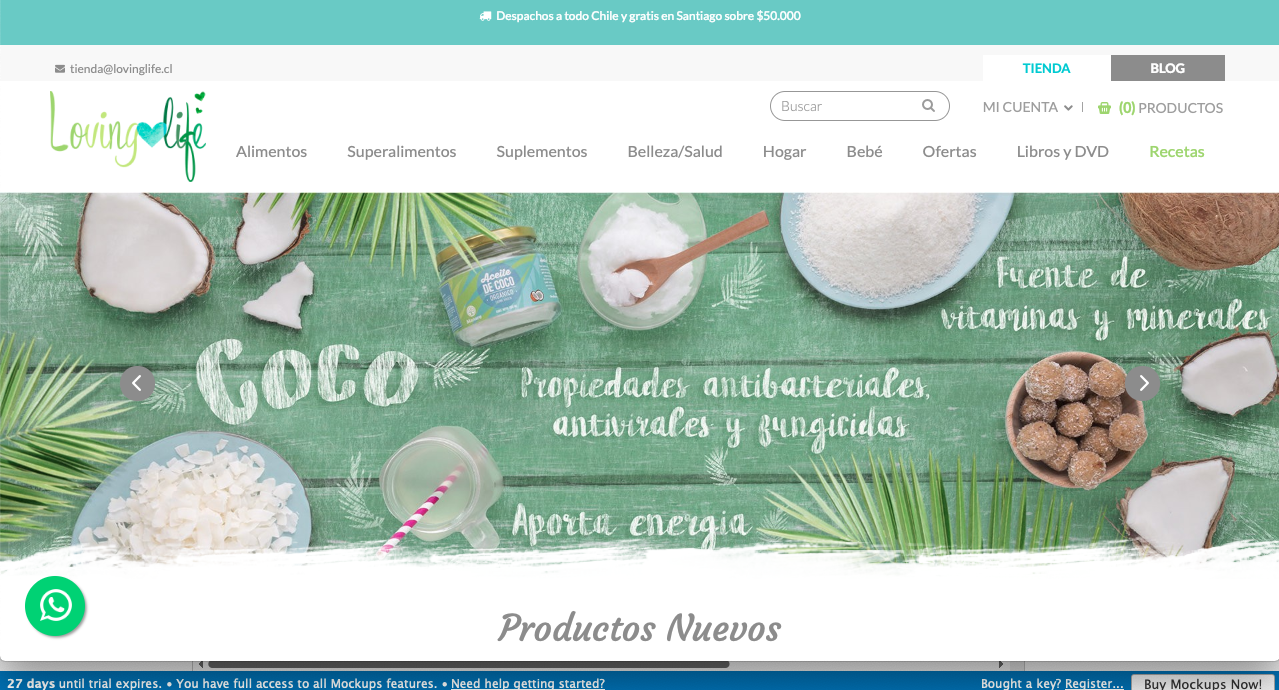 Despachos a todo Chile y gratis en Santiago sobre $50.000
tienda@lovinglife.cl
TIENDA
BLOG
Loving life
Buscar
MI CUENTA
(0) PRODUCTOS
Alimentos
Superalimentos
Suplementos
Belleza/Salud
Hogar
Bebé
Ofertas
Libros y DVD
Recetas
Aceite
DE COCO
ORGÁNICO
Fuente de
vitaminas y minerales
Coco
Propiedades antibacteriales,
antivirales y fungicidas
Aporta energia
Productos Nuevos
27 days until trial expires. • You have full access to all Mockups features. • Need help getting started?
Bought a key? Register...
Buy Mockups Now!